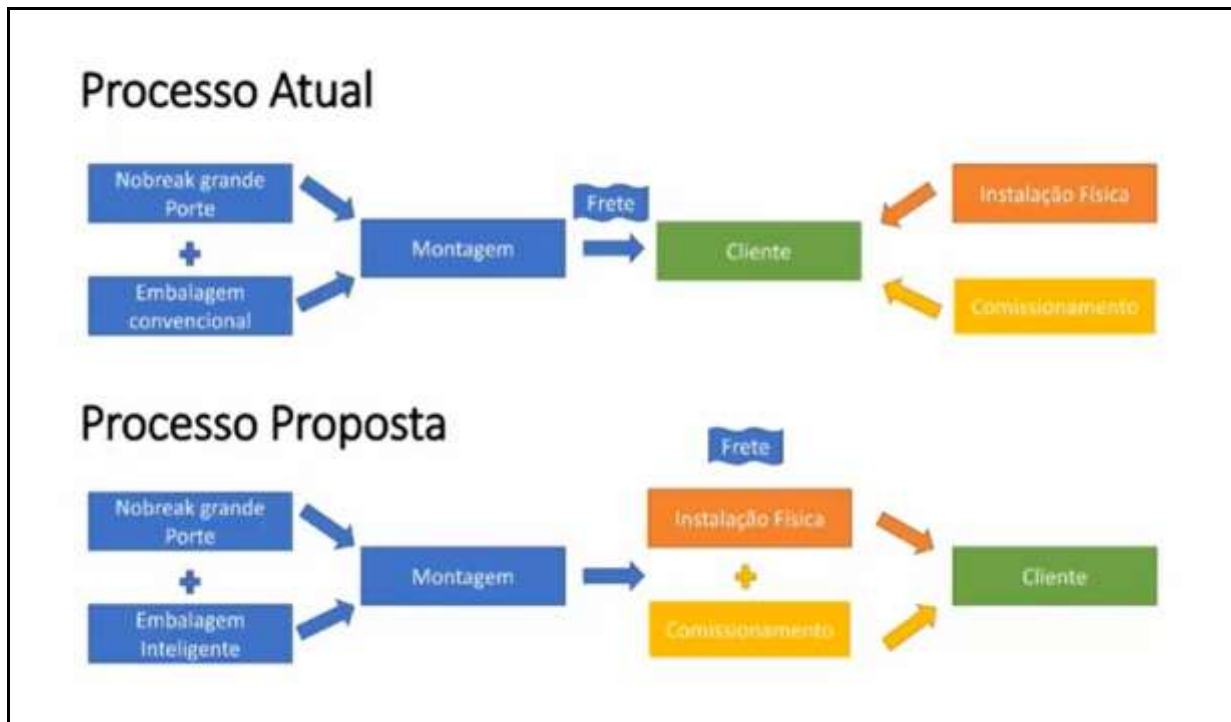 Processo Atual
Nobreak grande
Porte
Embalagem
convencional
Montagem
Frete
Cliente
Instalação Física
Comissionamento
Processo Proposta
Nobreak grande
Porte
Embalagem
Inteligente
Montagem
Frete
Instalação Física
Comissionamento
Cliente